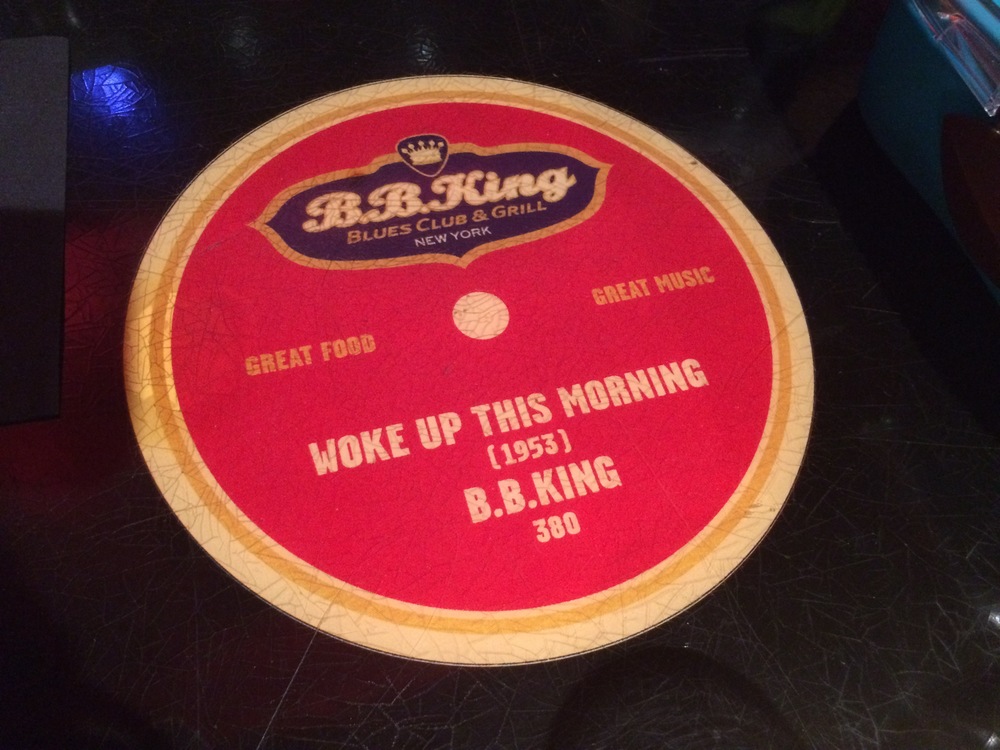 B.B.King
BLUES CLUB & GRILL
NEW YORK
GREAT FOOD
GREAT MUSIC
WOKE UP THIS MORNING
(1953)
B.B.KING
380